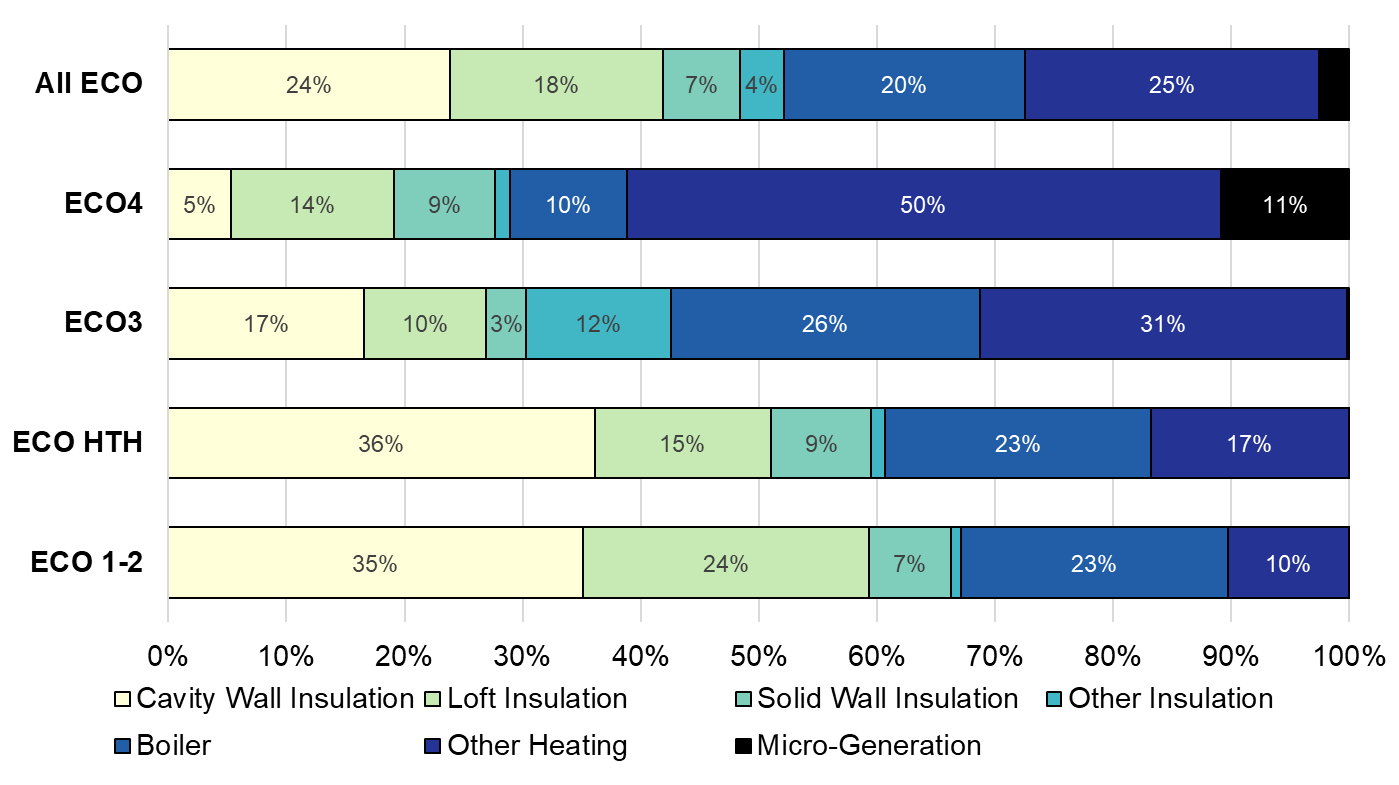 All ECO 24% 18% 7% 4% 20% 25%
ECO4 5% 14% 9% 10% 50% 11%
ECO3 17% 10% 3% 12% 26% 31%
ECO HTH 36% 15% 9% 23% 17%
ECO 1-2 35% 24% 7% 23% 10%
0% 10% 20% 30% 40% 50% 60% 70% 80% 90% 100%
Cavity Wall Insulation Loft Insulation Solid Wall Insulation Other Insulation
Boiler Other Heating Micro-Generation